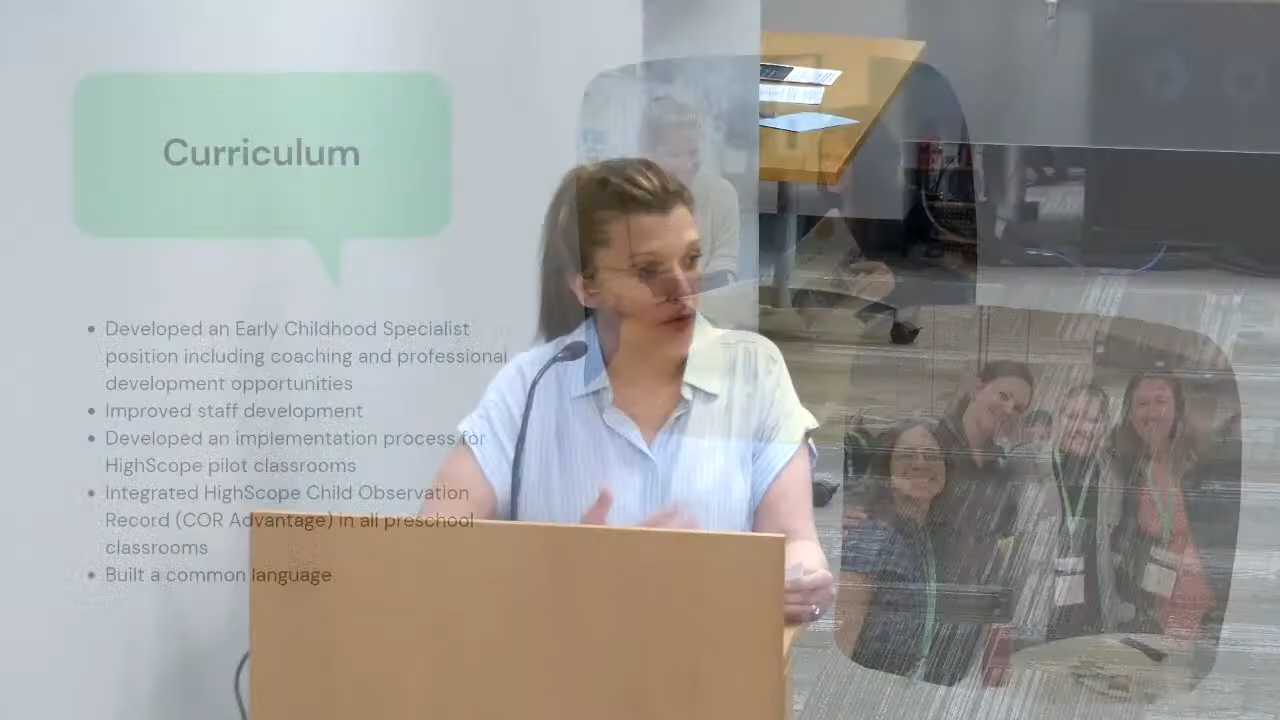 Curriculum
Developed an Early Childhood Specialist
position including coaching and professional
development opportunities
Improved staff development
Developed an implementation process for
HighScope pilot classrooms
Integrated HighScope Child Observation
Record (COR Advantage) in all preschool
classrooms
Built a common language